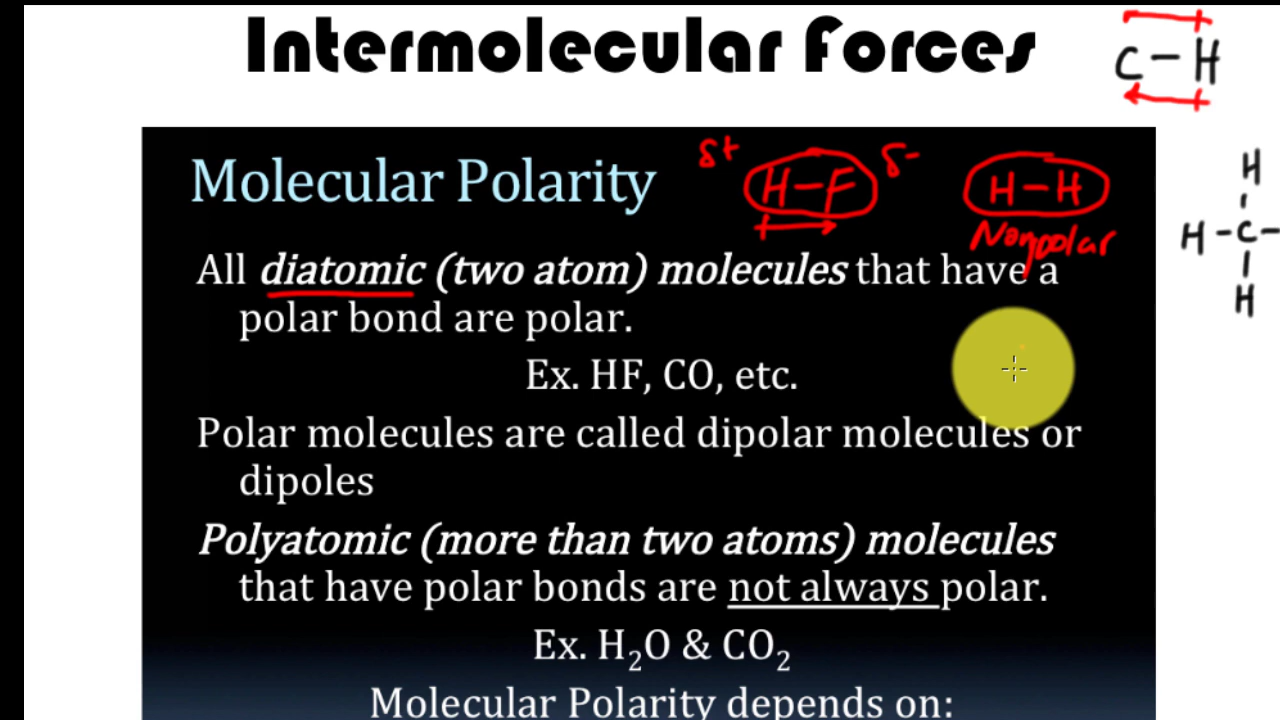 Intermolecular Forces
C – H
Molecular Polarity
δ+ H – F δ-
H – H
Nonpolar
H
H - C -
H
All diatomic (two atom) molecules that have a
polar bond are polar.
Ex. HF, CO, etc.
Polar molecules are called dipolar molecules or
dipoles
Polyatomic (more than two atoms) molecules
that have polar bonds are not always polar.
Ex. H₂O & CO₂
Molecular Polarity depends on: